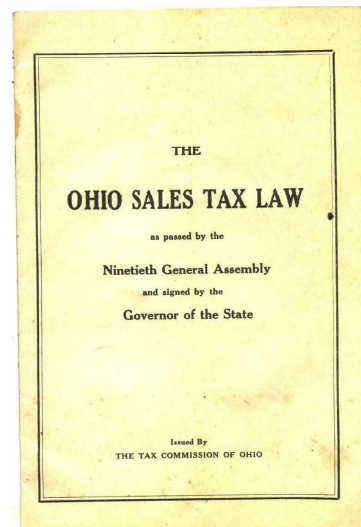 THE
OHIO SALES TAX LAW
as passed by the
Ninetieth General Assembly
and signed by the
Governor of the State
Issued By
THE TAX COMMISSION OF OHIO